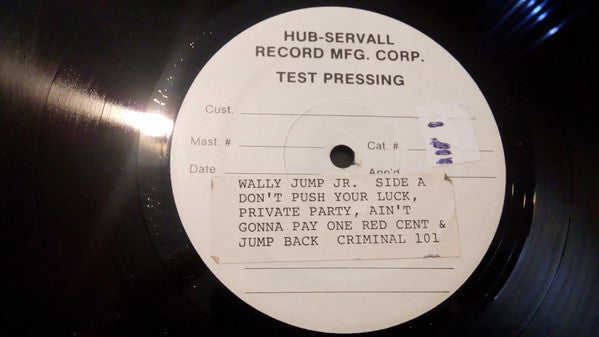 HUB-SERVALL
RECORD MFG. CORP.
TEST PRESSING
Cust.
Mast. # Cat. #
Date App'd
WALLY JUMP JR. SIDE A
DON'T PUSH YOUR LUCK,
PRIVATE PARTY, AIN'T
GONNA PAY ONE RED CENT &
JUMP BACK CRIMINAL 101